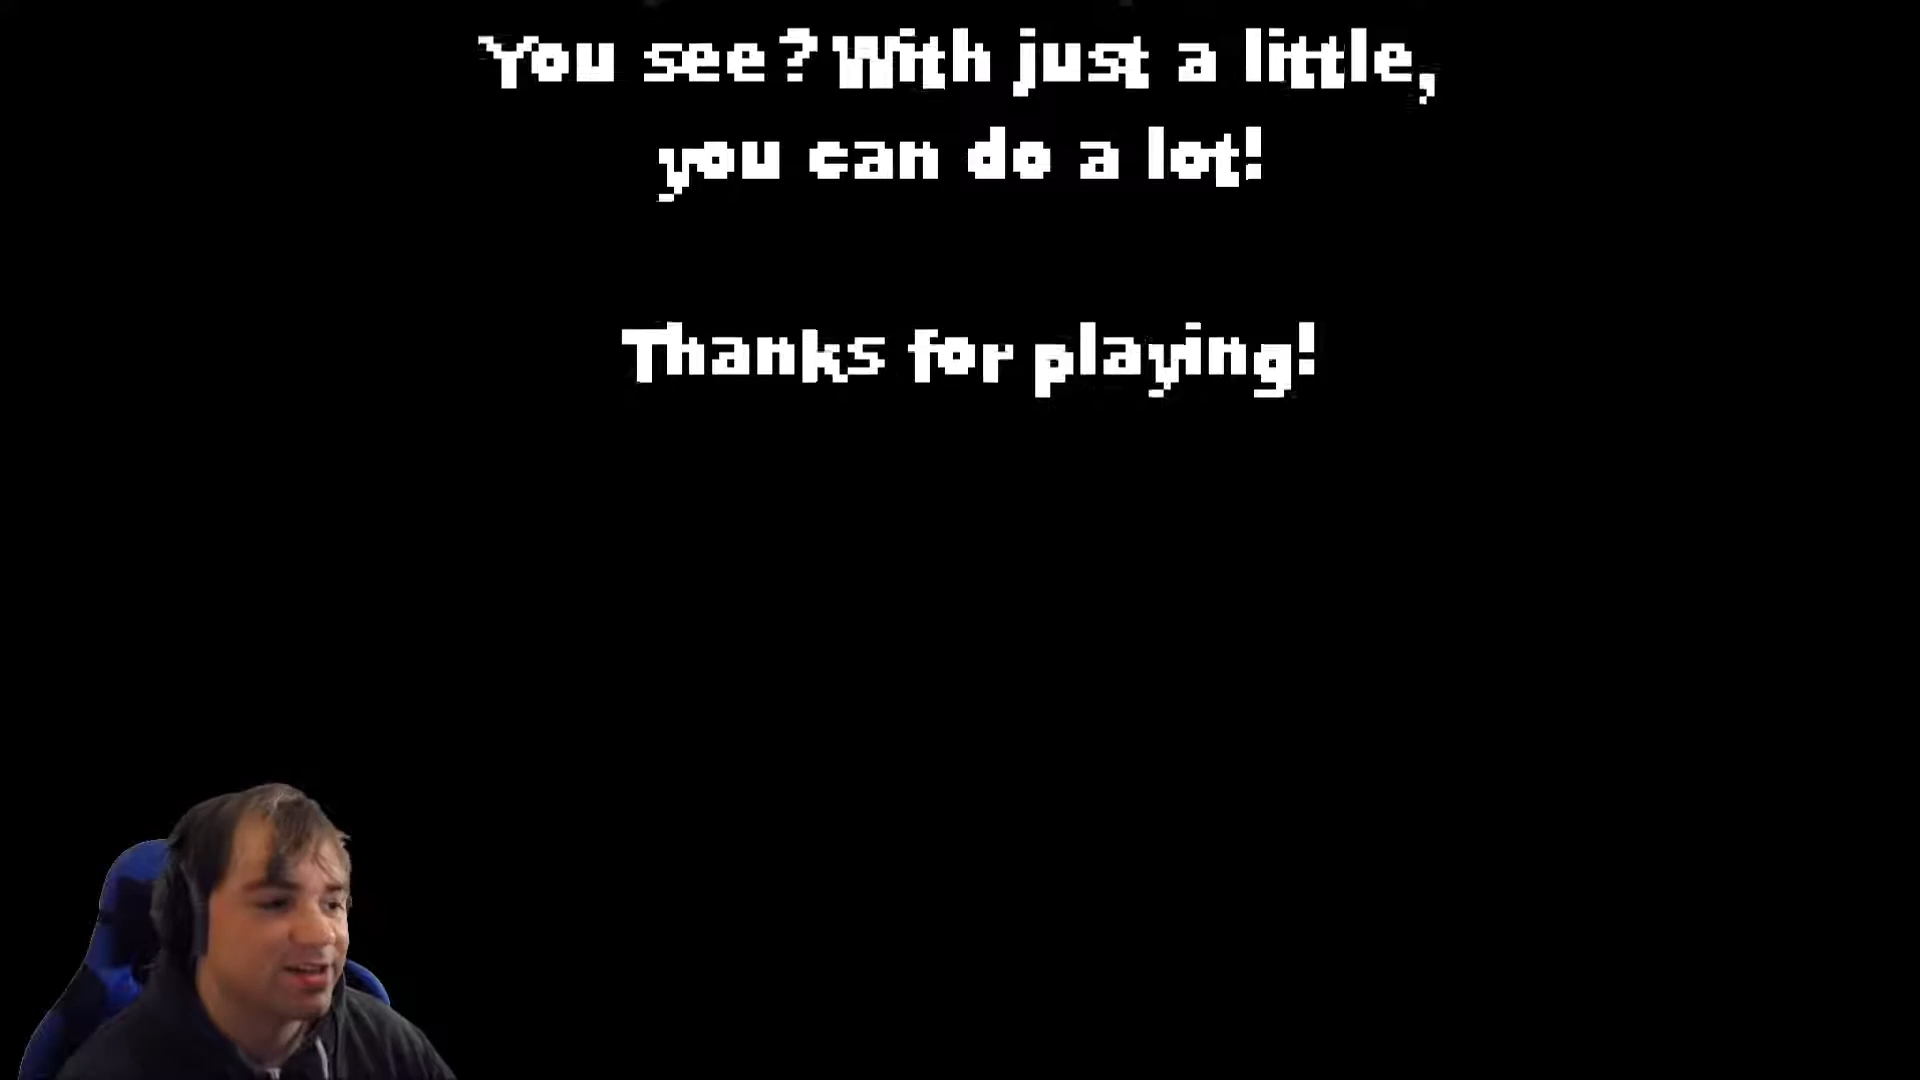 You see? With just a little,
you can do a lot!
Thanks for playing!